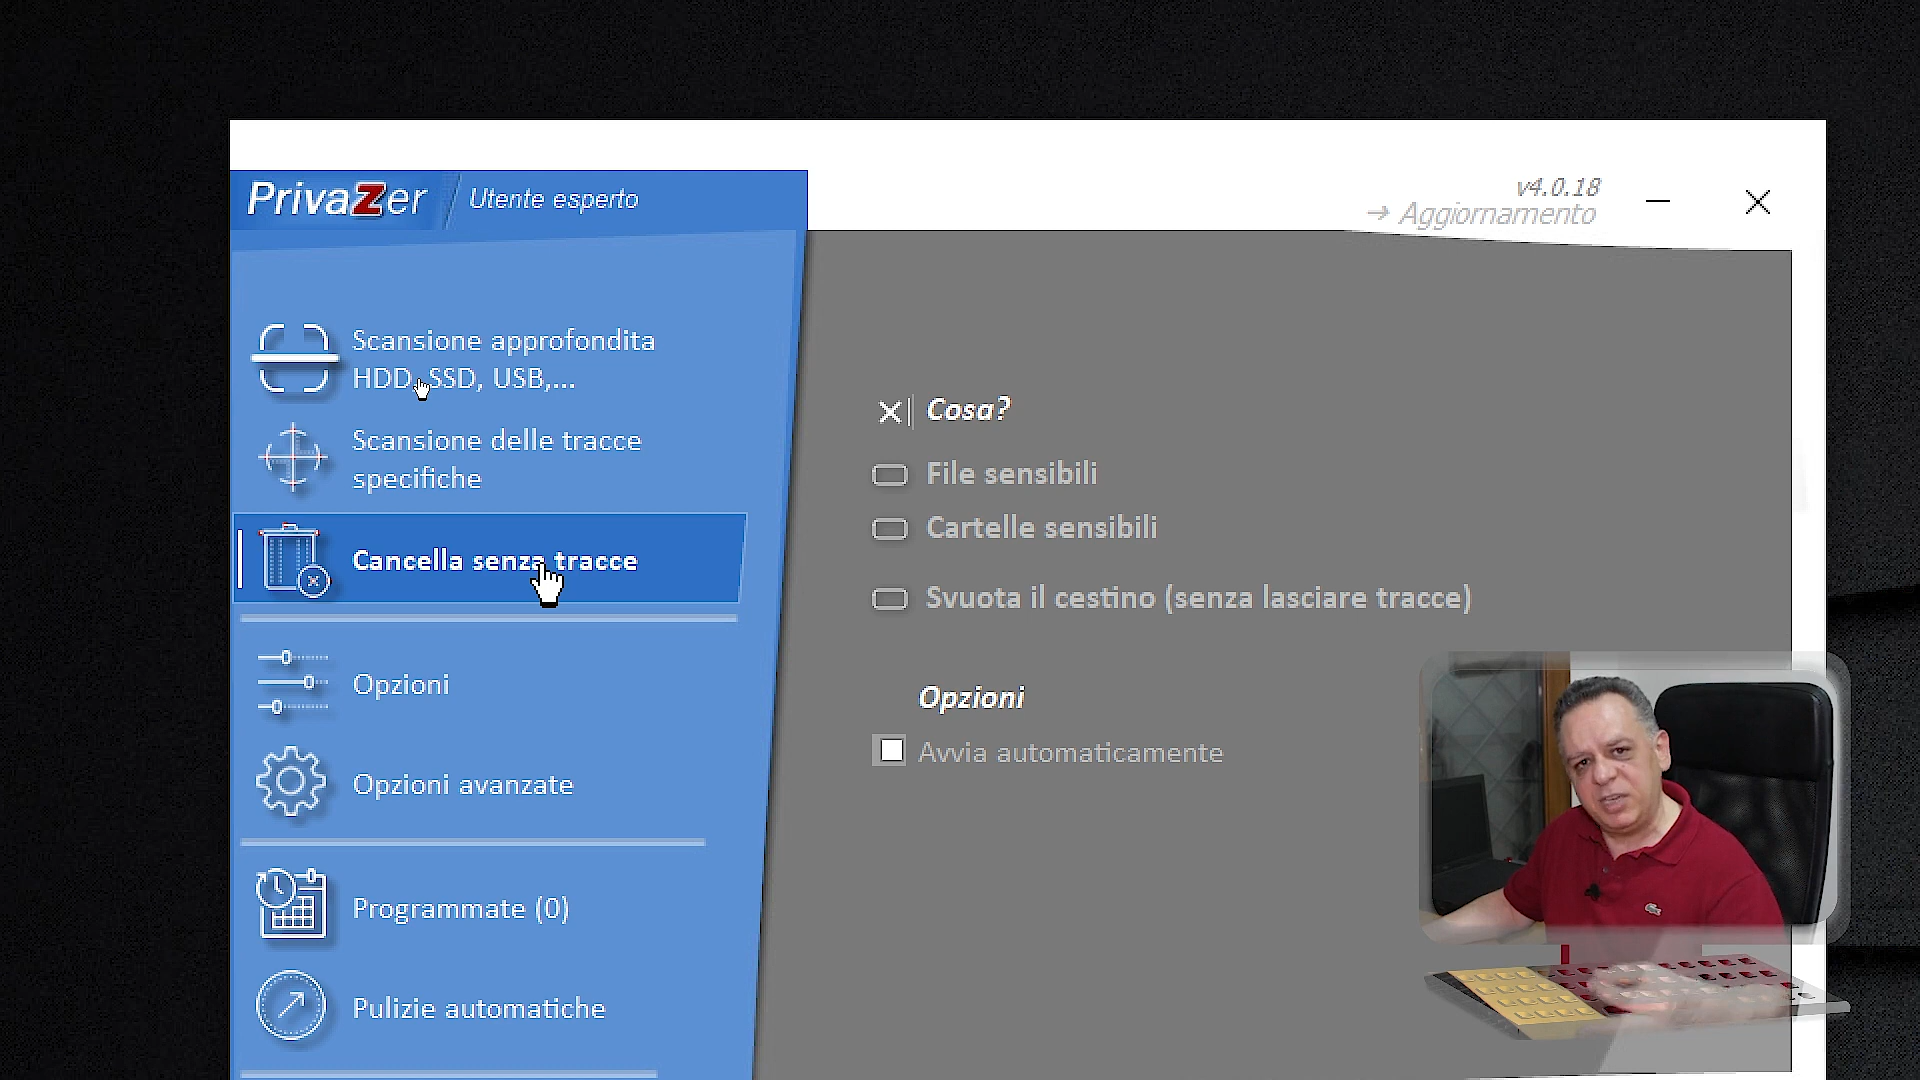 PrivaZer
Utente esperto
v4.0.18
→ Aggiornamento
Scansione approfondita
HDD, SSD, USB,...
Scansione delle tracce
specifiche
Cancella senza tracce
Opzioni
Opzioni avanzate
Programmate (0)
Pulizie automatiche
Cosa?
File sensibili
Cartelle sensibili
Svuota il cestino (senza lasciare tracce)
Opzioni
Avvia automaticamente